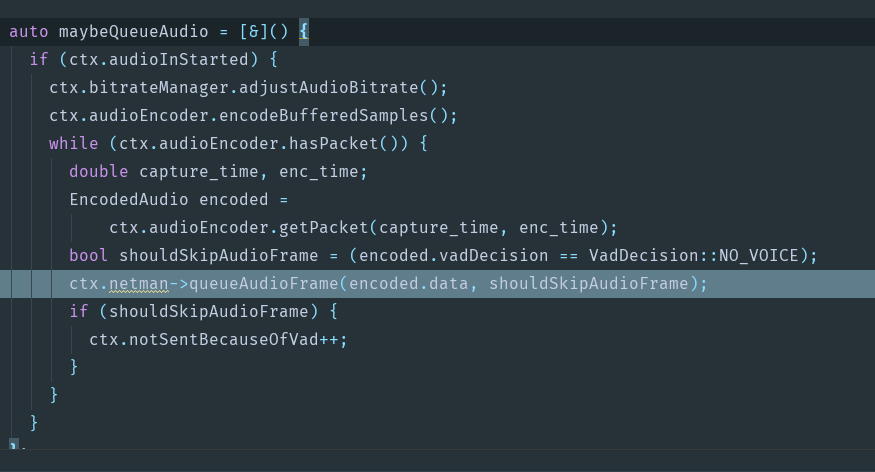 auto maybeQueueAudio = [&]() {
if (ctx.audioInStarted) {
ctx.bitrateManager.adjustAudioBitrate();
ctx.audioEncoder.encodeBufferedSamples();
while (ctx.audioEncoder.hasPacket()) {
double capture_time, enc_time;
EncodedAudio encoded =
ctx.audioEncoder.getPacket(capture_time, enc_time);
bool shouldSkipAudioFrame = (encoded.vadDecision == VadDecision::NO_VOICE);
ctx.netman->queueAudioFrame(encoded.data, shouldSkipAudioFrame);
if (shouldSkipAudioFrame) {
ctx.notSentBecauseOfVad++;
}
}
}
};